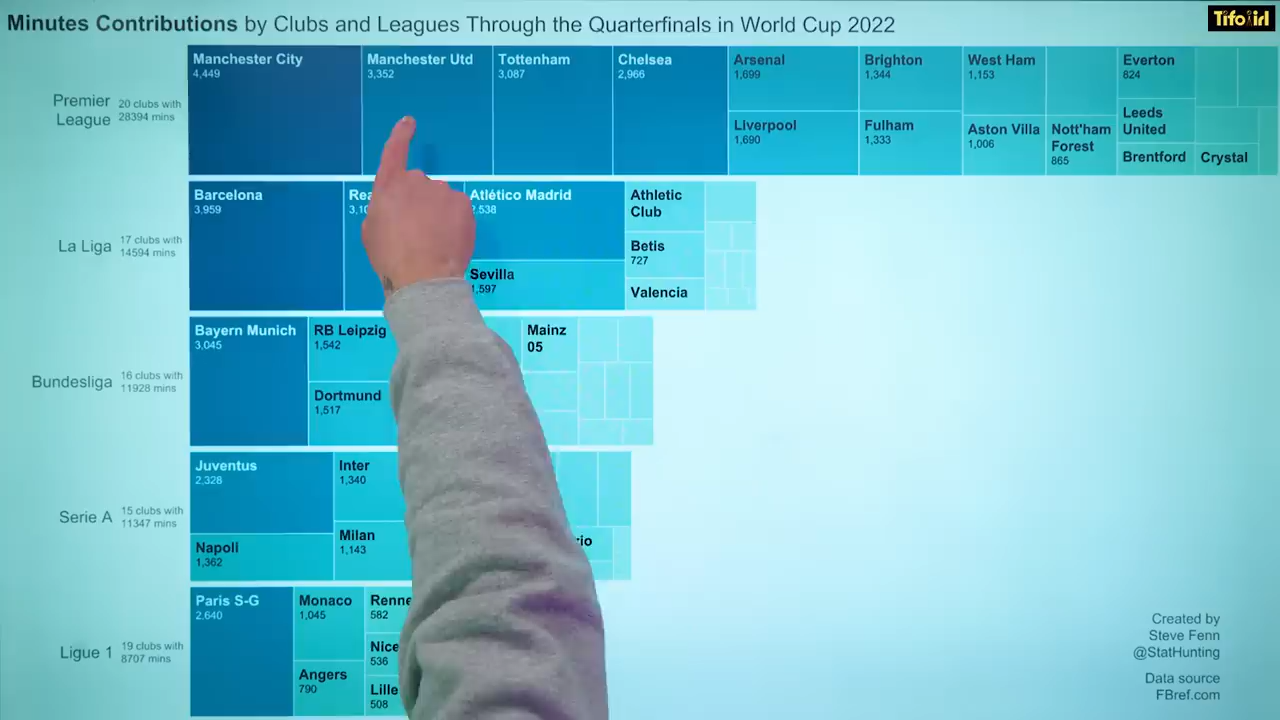 Minutes Contributions by Clubs and Leagues Through the Quarterfinals in World Cup 2022
Tifo irl
Premier League
20 clubs with
28394 mins
Manchester City
4,449
Manchester Utd
3,352
Tottenham
3,087
Chelsea
2,966
Arsenal
1,699
Liverpool
1,690
Brighton
1,344
Fulham
1,333
West Ham
1,153
Aston Villa
1,006
Nott'ham
Forest
865
Everton
824
Leeds
United
Brentford
Crystal
La Liga
17 clubs with
14594 mins
Barcelona
3,959
Atlético Madrid
Sevilla
1,597
Athletic
Club
Betis
727
Valencia
Bundesliga
16 clubs with
11928 mins
Bayern Munich
3,045
RB Leipzig
1,542
Dortmund
1,517
Mainz
05
Serie A
15 clubs with
11347 mins
Juventus
2,328
Napoli
1,362
Inter
1,340
Milan
1,143
Ligue 1
19 clubs with
8707 mins
Paris S-G
2,640
Monaco
1,045
Angers
790
Renne
582
Nice
536
Lille
508
Created by
Steve Fenn
@StatHunting
Data source
FBref.com